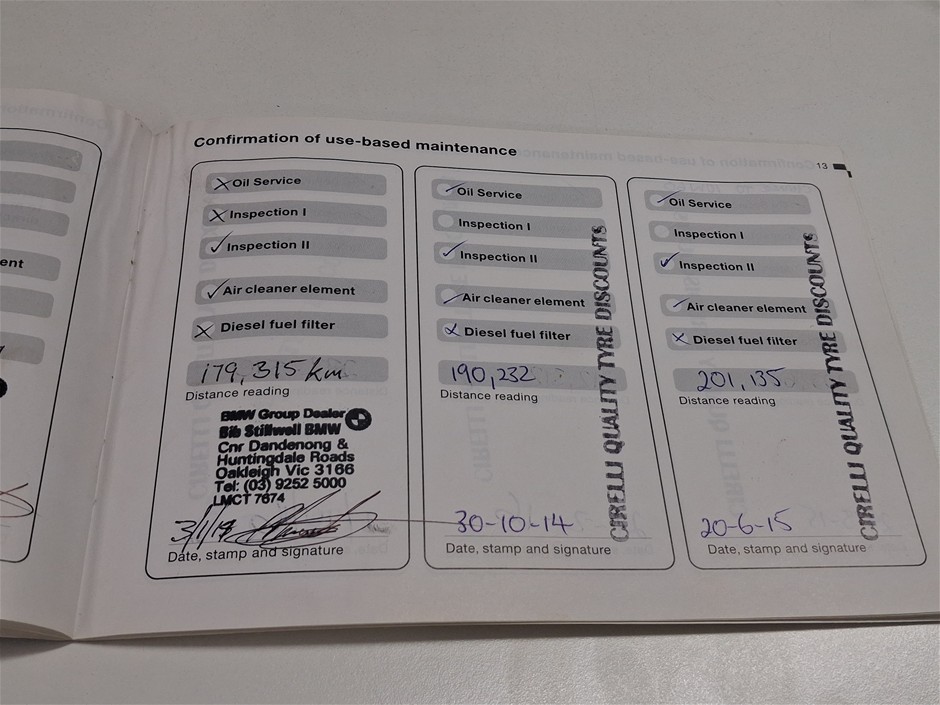 Confirmation of use-based maintenance
13
Oil Service
Inspection I
Inspection II
Air cleaner element
Diesel fuel filter
179,315 km
Distance reading
BMW Group Dealer
Bib Stillwell BMW
Cnr Dandenong &
Huntingdale Roads
Oakleigh Vic 3166
Tel: (03) 9252 5000
LMCT 7674
Date, stamp and signature
Oil Service
Inspection I
Inspection II
Air cleaner element
Diesel fuel filter
190,232
Distance reading
CIRELLI QUALITY TYRE DISCOUNTS
30-10-14
Date, stamp and signature
Oil Service
Inspection I
Inspection II
Air cleaner element
Diesel fuel filter
201,135
Distance reading
CIRELLI QUALITY TYRE DISCOUNTS
20-6-15
Date, stamp and signature